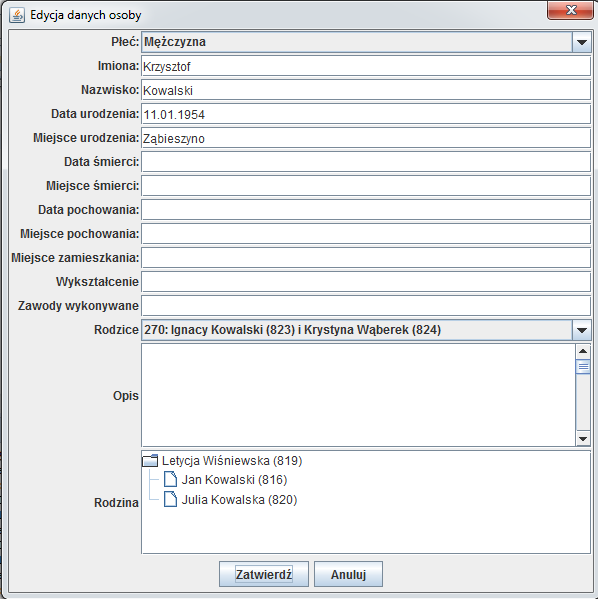 Edycja danych osoby
Płeć: Mężczyzna
Imiona: Krzysztof
Nazwisko: Kowalski
Data urodzenia: 11.01.1954
Miejsce urodzenia: Ząbieszyno
Data śmierci:
Miejsce śmierci:
Data pochowania:
Miejsce pochowania:
Miejsce zamieszkania:
Wykształcenie
Zawody wykonywane
Rodzice 270: Ignacy Kowalski (823) i Krystyna Wąberek (824)
Opis
Letycja Wiśniewska (819)
Jan Kowalski (816)
Julia Kowalska (820)
Rodzina
Zatwierdź Anuluj